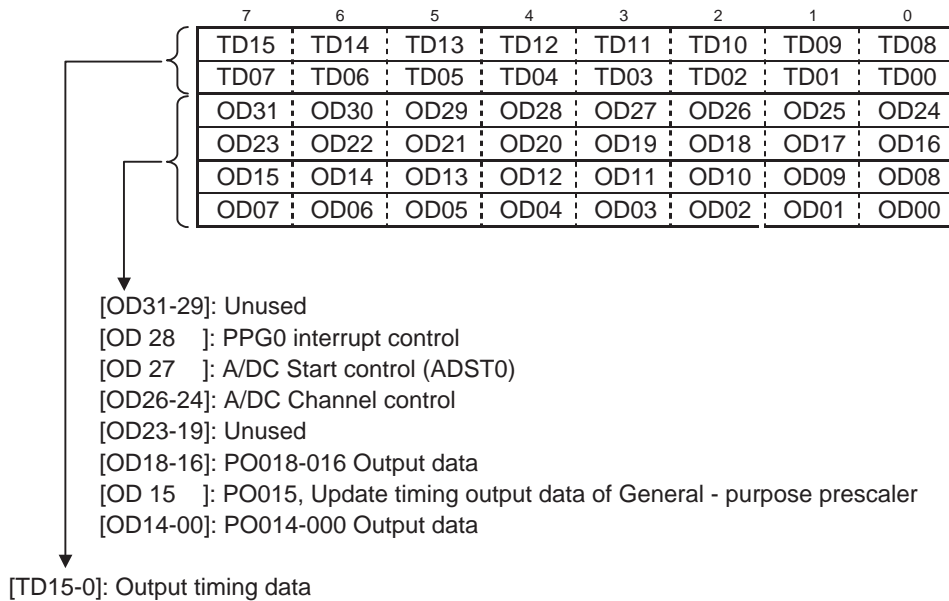 7 6 5 4 3 2 1 0
TD15 TD14 TD13 TD12 TD11 TD10 TD09 TD08
TD07 TD06 TD05 TD04 TD03 TD02 TD01 TD00
OD31 OD30 OD29 OD28 OD27 OD26 OD25 OD24
OD23 OD22 OD21 OD20 OD19 OD18 OD17 OD16
OD15 OD14 OD13 OD12 OD11 OD10 OD09 OD08
OD07 OD06 OD05 OD04 OD03 OD02 OD01 OD00
[OD31-29]: Unused
[OD 28 ]: PPG0 interrupt control
[OD 27 ]: A/DC Start control (ADST0)
[OD26-24]: A/DC Channel control
[OD23-19]: Unused
[OD18-16]: PO018-016 Output data
[OD 15 ]: PO015, Update timing output data of General - purpose prescaler
[OD14-00]: PO014-000 Output data
[TD15-0]: Output timing data